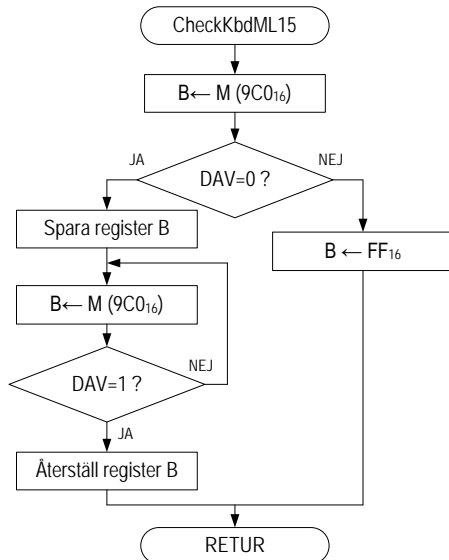 CheckKbdML15
B← M (9C0₁₆)
DAV=0 ?
JA
NEJ
Spara register B
B ← FF₁₆
B← M (9C0₁₆)
DAV=1 ?
NEJ
JA
Återställ register B
RETUR